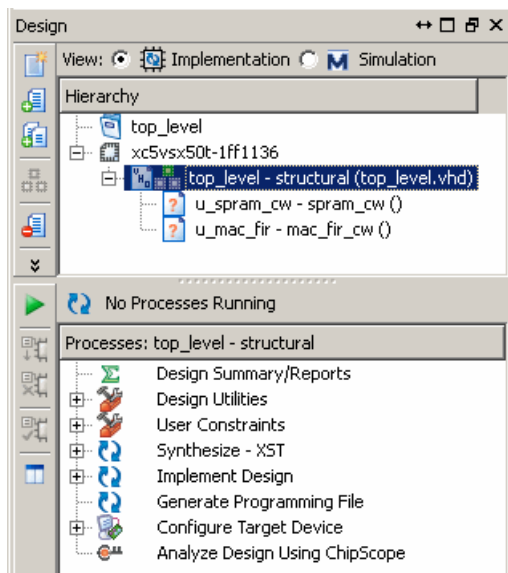 Design
View: Implementation Simulation
Hierarchy
top_level
xc5vsx50t-1ff1136
top_level - structural (top_level.vhd)
u_spram_cw - spram_cw ()
u_mac_fir - mac_fir_cw ()
No Processes Running
Processes: top_level - structural
Design Summary/Reports
Design Utilities
User Constraints
Synthesize - XST
Implement Design
Generate Programming File
Configure Target Device
Analyze Design Using ChipScope